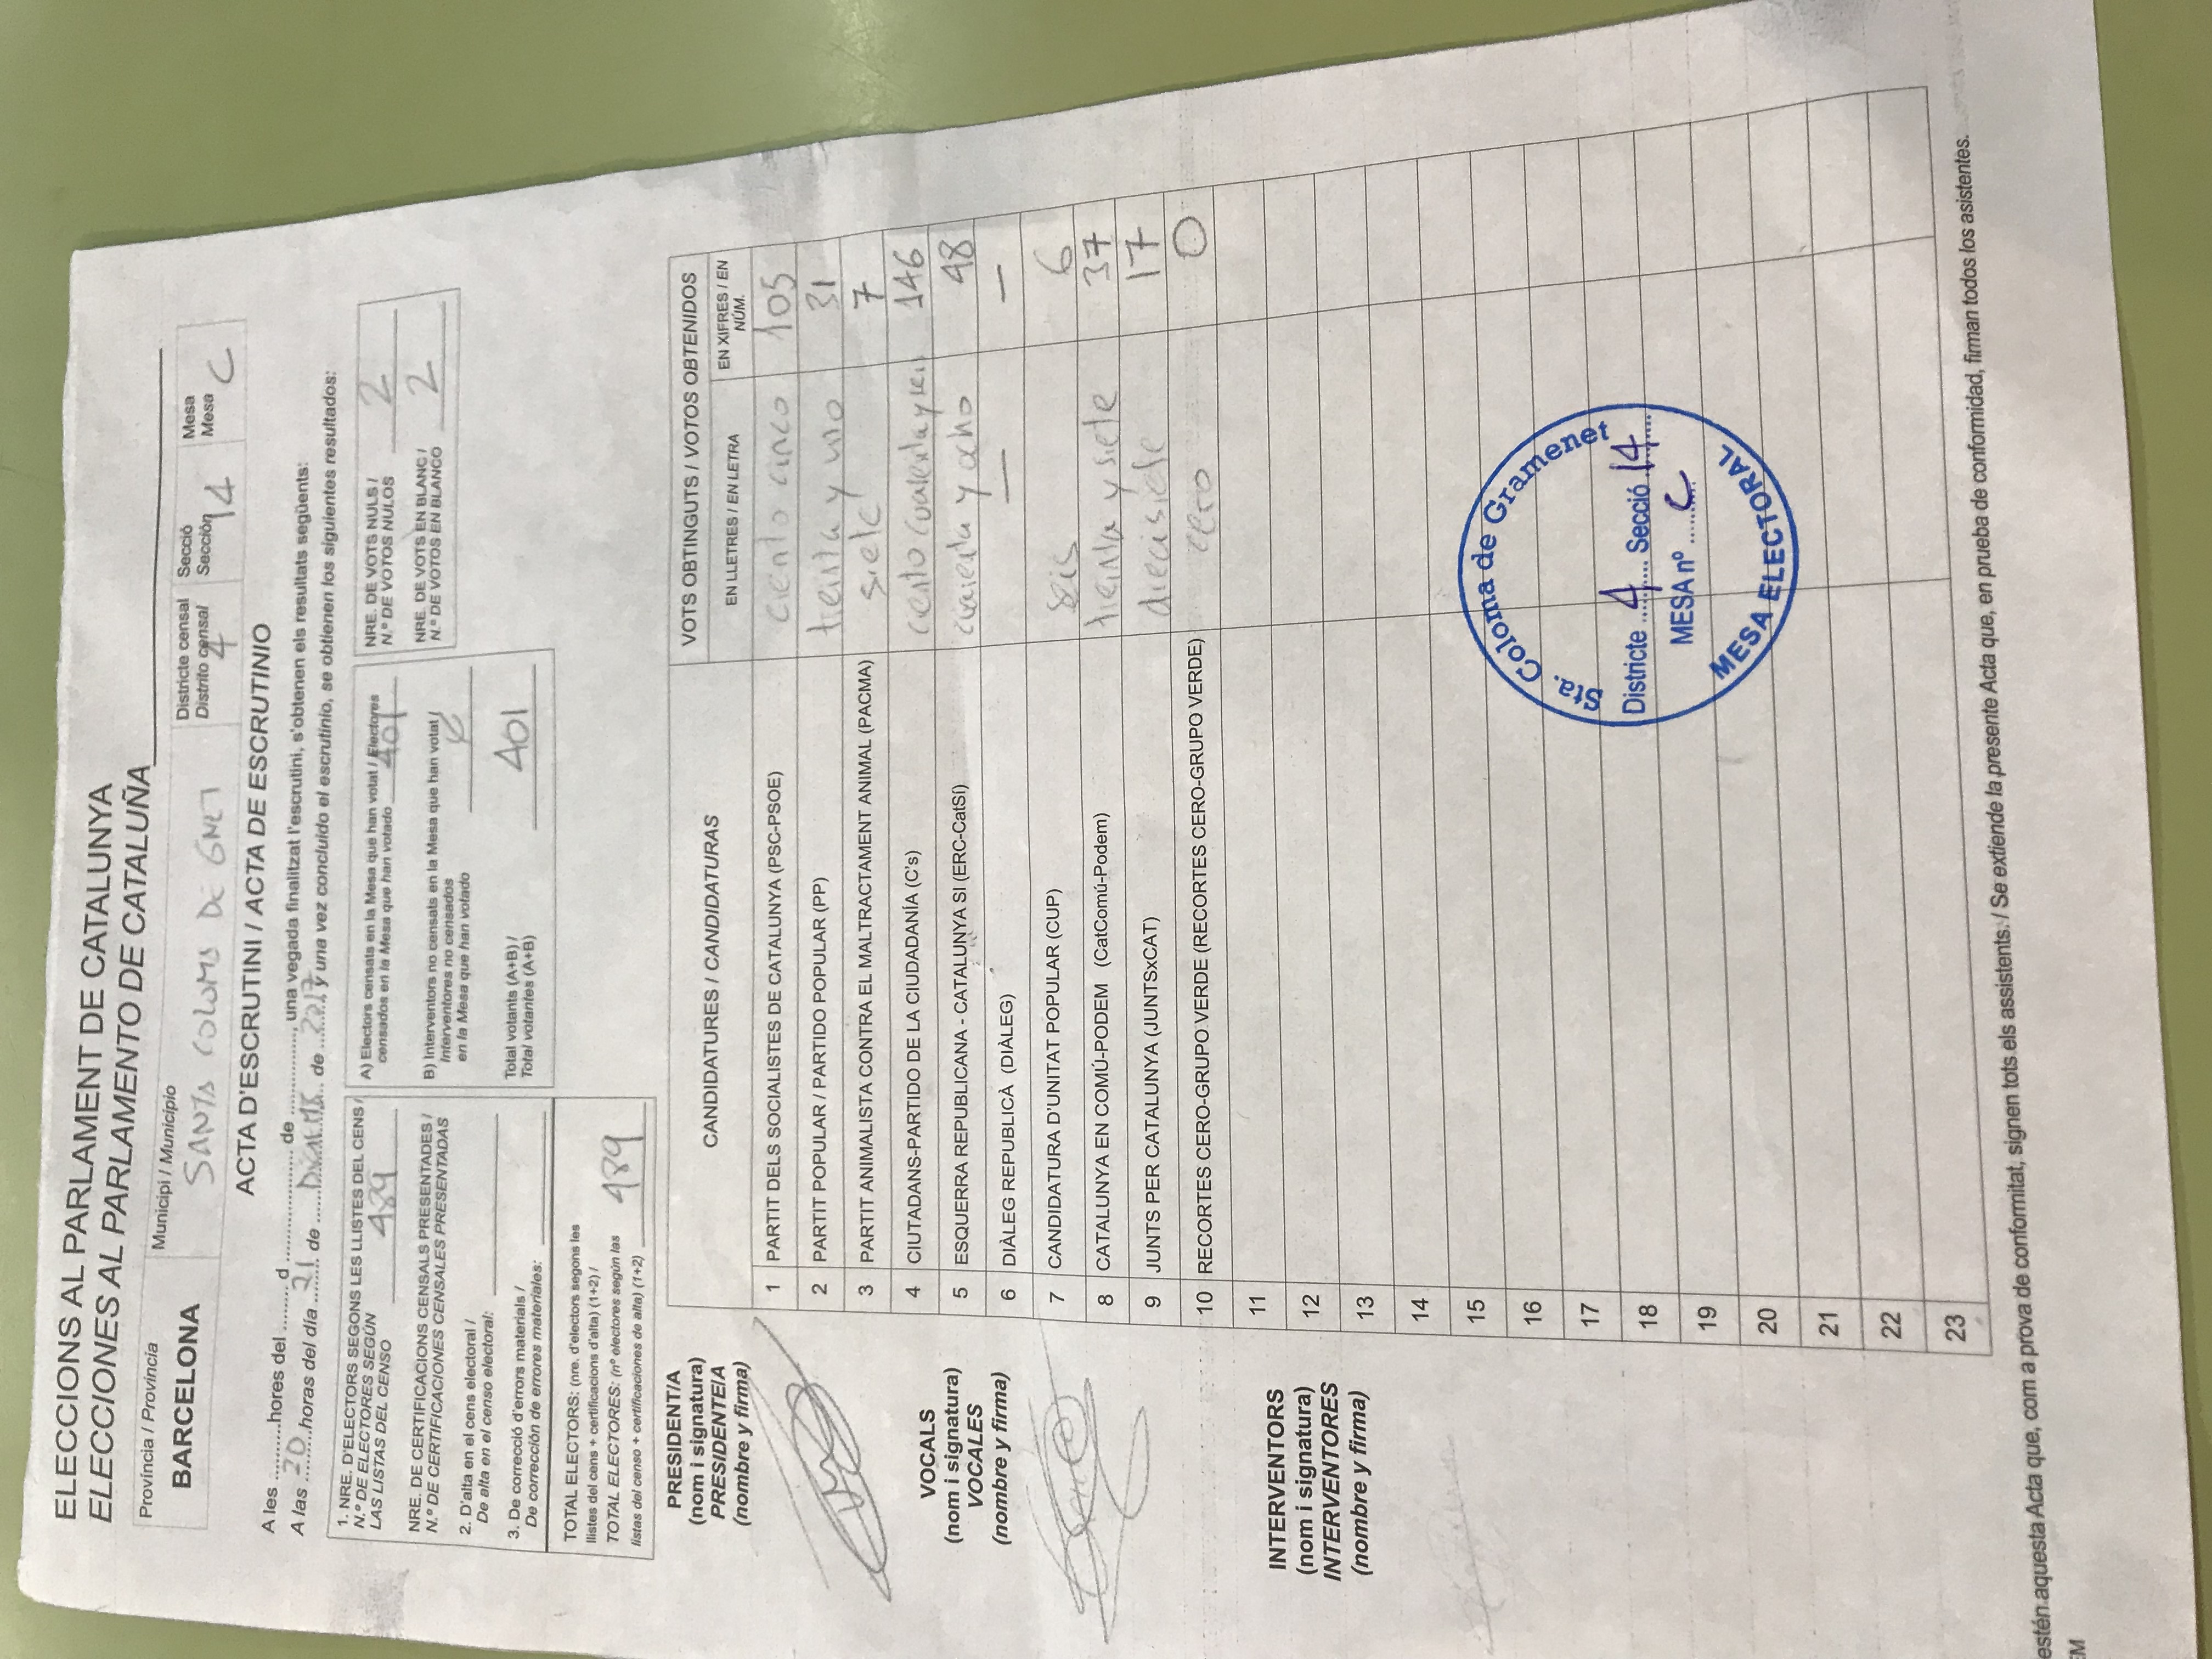 ELECCIONS AL PARLAMENT DE CATALUNYA
ELECCIONES AL PARLAMENTO DE CATALUÑA
Província / Provincia
BARCELONA
Municipi / Municipio
SANTA COLOMA DE GNET
Districte censal
Distrito censal
4
Secció
Sección
14
Mesa
Mesa
C
ACTA D'ESCRUTINI / ACTA DE ESCRUTINIO
A les ..........hores del ........ d .................... de .............., una vegada finalitzat l'escrutini, s'obtenen els resultats següents:
A las 20 horas del día 21 de de 2017 y una vez concluido el escrutinio, se obtienen los siguientes resultados:
1. NRE. D'ELECTORS SEGONS LES LLISTES DEL CENS /
N.º DE ELECTORES SEGÚN
LAS LISTAS DEL CENSO 489
NRE. DE CERTIFICACIONS CENSALS PRESENTADES /
N.º DE CERTIFICACIONES CENSALES PRESENTADAS
2. D'alta en el cens electoral /
De alta en el censo electoral:
3. De correcció d'errors materials /
De corrección de errores materiales:
TOTAL ELECTORS: (nre. d'electors segons les
llistes del cens + certificacions d'alta) (1+2) /
TOTAL ELECTORES: (nº electores según las
listas del censo + certificaciones de alta) (1+2) 489
A) Electors censats en la Mesa que han votat / Electores
censados en la Mesa que han votado 401
B) Interventors no censats en la Mesa que han votat /
Interventores no censados
en la Mesa que han votado
Total votants (A+B) /
Total votantes (A+B) 401
NRE. DE VOTS NULS /
N.º DE VOTOS NULOS 2
NRE. DE VOTS EN BLANC /
N.º DE VOTOS EN BLANCO 2
PRESIDENT/A
(nom i signatura)
PRESIDENTE/A
(nombre y firma)
VOCALS
(nom i signatura)
VOCALES
(nombre y firma)
INTERVENTORS
(nom i signatura)
INTERVENTORES
(nombre y firma)
CANDIDATURES / CANDIDATURAS
VOTS OBTINGUTS / VOTOS OBTENIDOS
EN LLETRES / EN LETRA
EN XIFRES / EN
NÚM.
1 PARTIT DELS SOCIALISTES DE CATALUNYA (PSC-PSOE) ciento cinco 105
2 PARTIT POPULAR / PARTIDO POPULAR (PP) treinta y uno 31
3 PARTIT ANIMALISTA CONTRA EL MALTRACTAMENT ANIMAL (PACMA) siete 7
4 CIUTADANS-PARTIDO DE LA CIUDADANÍA (C's) ciento cuarenta y seis 146
5 ESQUERRA REPUBLICANA - CATALUNYA SI (ERC-CatSí) cuarenta y ocho 48
6 DIÀLEG REPUBLICÀ (DIÀLEG) — —
7 CANDIDATURA D'UNITAT POPULAR (CUP) seis 6
8 CATALUNYA EN COMÚ-PODEM (CatComú-Podem) treinta y siete 37
9 JUNTS PER CATALUNYA (JUNTSxCAT) diecisiete 17
10 RECORTES CERO-GRUPO VERDE (RECORTES CERO-GRUPO VERDE) cero 0
11
12
13
14
15
16
17
18
19
20
21
22
23
Sta. Coloma de Gramenet
Districte 4 Secció 14
MESA nº C
MESA ELECTORAL
estén aquesta Acta que, com a prova de conformitat, signen tots els assistents. / Se extiende la presente Acta que, en prueba de conformidad, firman todos los asistentes.
EM